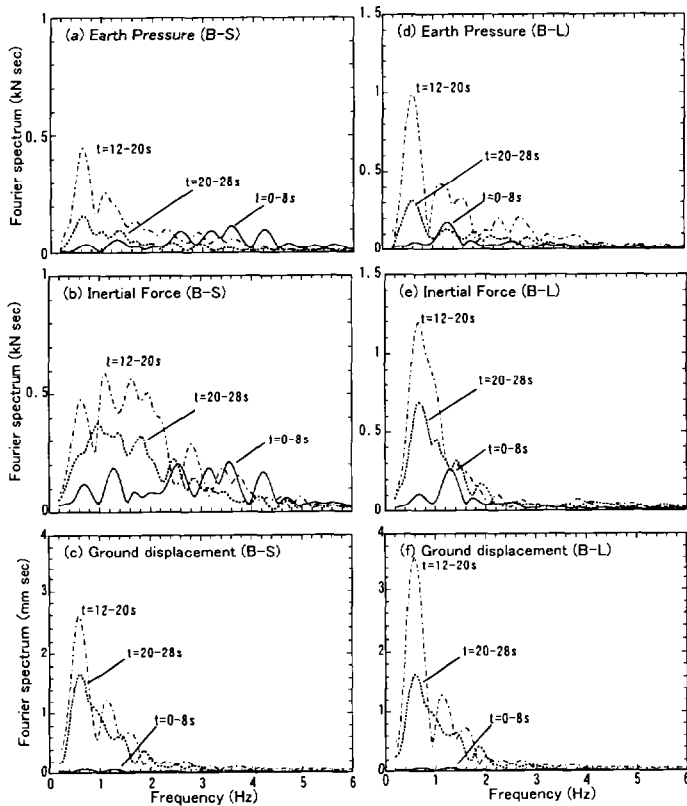 (a) Earth Pressure (B-S)
t=12-20s
t=20-28s
t=0-8s
Fourier spectrum (kN sec)
1
0.5
0
(d) Earth Pressure (B-L)
t=12-20s
t=20-28s
t=0-8s
1.5
1
0.5
0
(b) Inertial Force (B-S)
t=12-20s
t=20-28s
t=0-8s
Fourier spectrum (kN sec)
1
0.5
0
(e) Inertial Force (B-L)
t=12-20s
t=20-28s
t=0-8s
1.5
1
0.5
0
(c) Ground displacement (B-S)
t=12-20s
t=20-28s
t=0-8s
Fourier spectrum (mm sec)
4
3
2
1
0
0 1 2 3 4 5 6
Frequency (Hz)
(f) Ground displacement (B-L)
t=12-20s
t=20-28s
t=0-8s
4
3
2
1
0
0 1 2 3 4 5 6
Frequency (Hz)